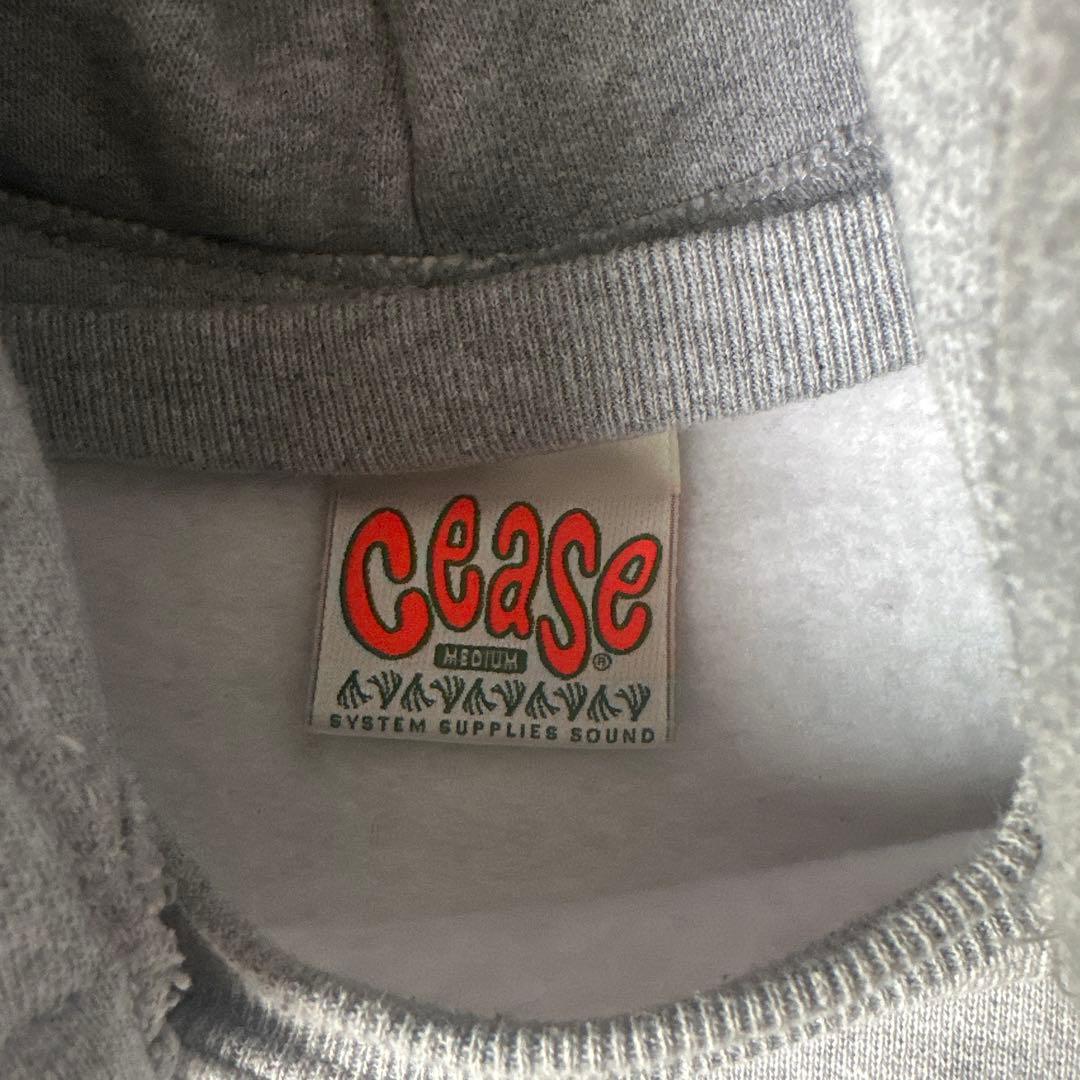 Cease
MEDIUM
®
SYSTEM SUPPLIES SOUND